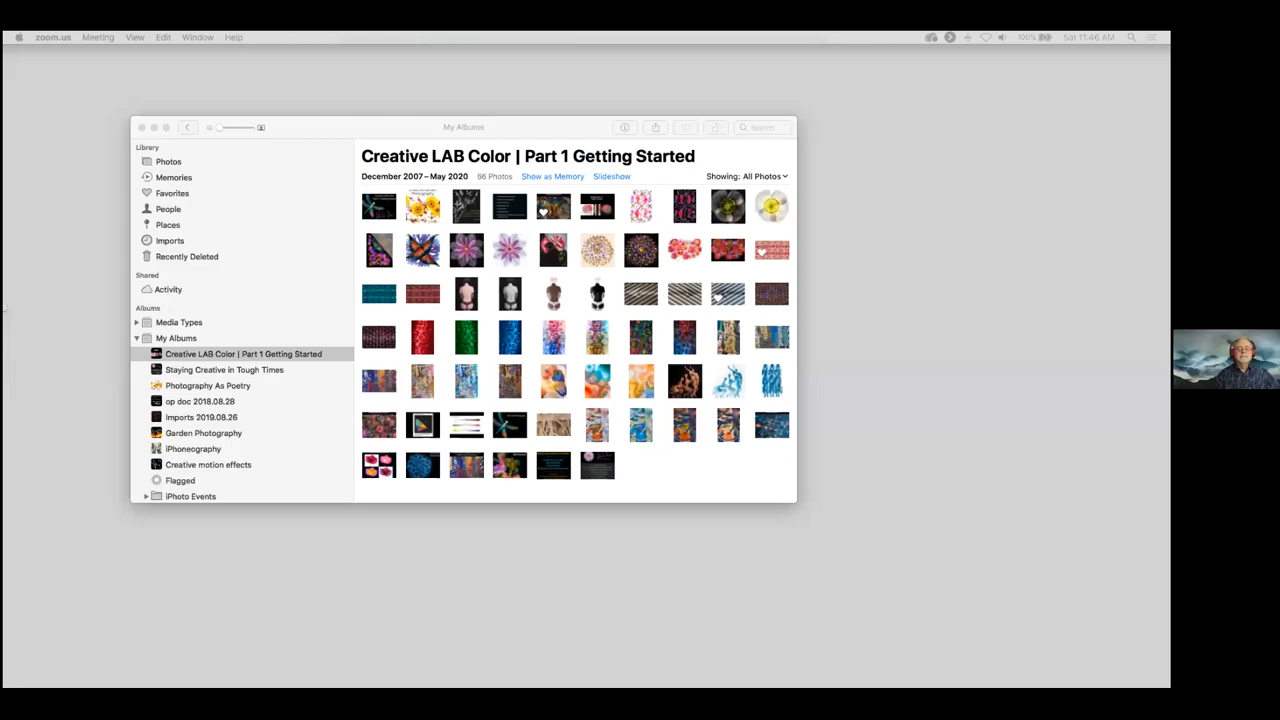 zoom.us Meeting View Edit Window Help
100% Sat 11:46 AM
My Albums
Search
Library
Photos
Memories
Favorites
People
Places
Imports
Recently Deleted
Shared
Activity
Albums
Media Types
My Albums
Creative LAB Color | Part 1 Getting Started
Staying Creative in Tough Times
Photography As Poetry
op doc 2018.08.28
Imports 2019.08.26
Garden Photography
iPhoneography
Creative motion effects
Flagged
iPhoto Events
Creative LAB Color | Part 1 Getting Started
December 2007–May 2020 56 Photos Show as Memory Slideshow
Showing: All Photos